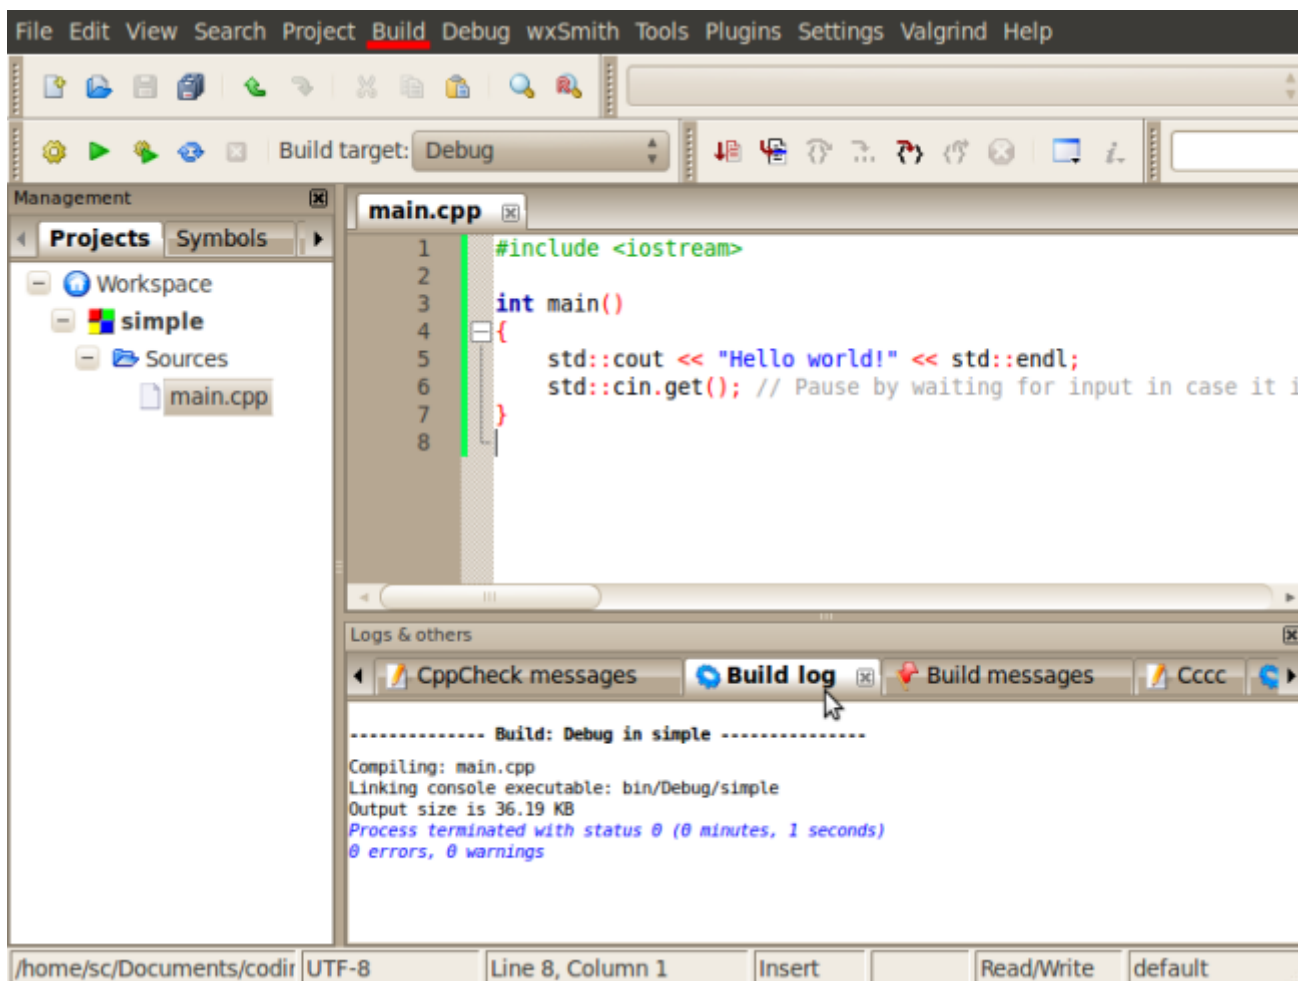 File Edit View Search Project Build Debug wxSmith Tools Plugins Settings Valgrind Help
Build target: Debug
Management
Projects Symbols
Workspace
simple
Sources
main.cpp
main.cpp
1 #include <iostream>
2
3 int main()
4 {
5 std::cout << "Hello world!" << std::endl;
6 std::cin.get(); // Pause by waiting for input in case it i
7 }
8
Logs & others
CppCheck messages Build log Build messages Cccc
-------------- Build: Debug in simple ---------------
Compiling: main.cpp
Linking console executable: bin/Debug/simple
Output size is 36.19 KB
Process terminated with status 0 (0 minutes, 1 seconds)
0 errors, 0 warnings
/home/sc/Documents/codir UTF-8 Line 8, Column 1 Insert Read/Write default